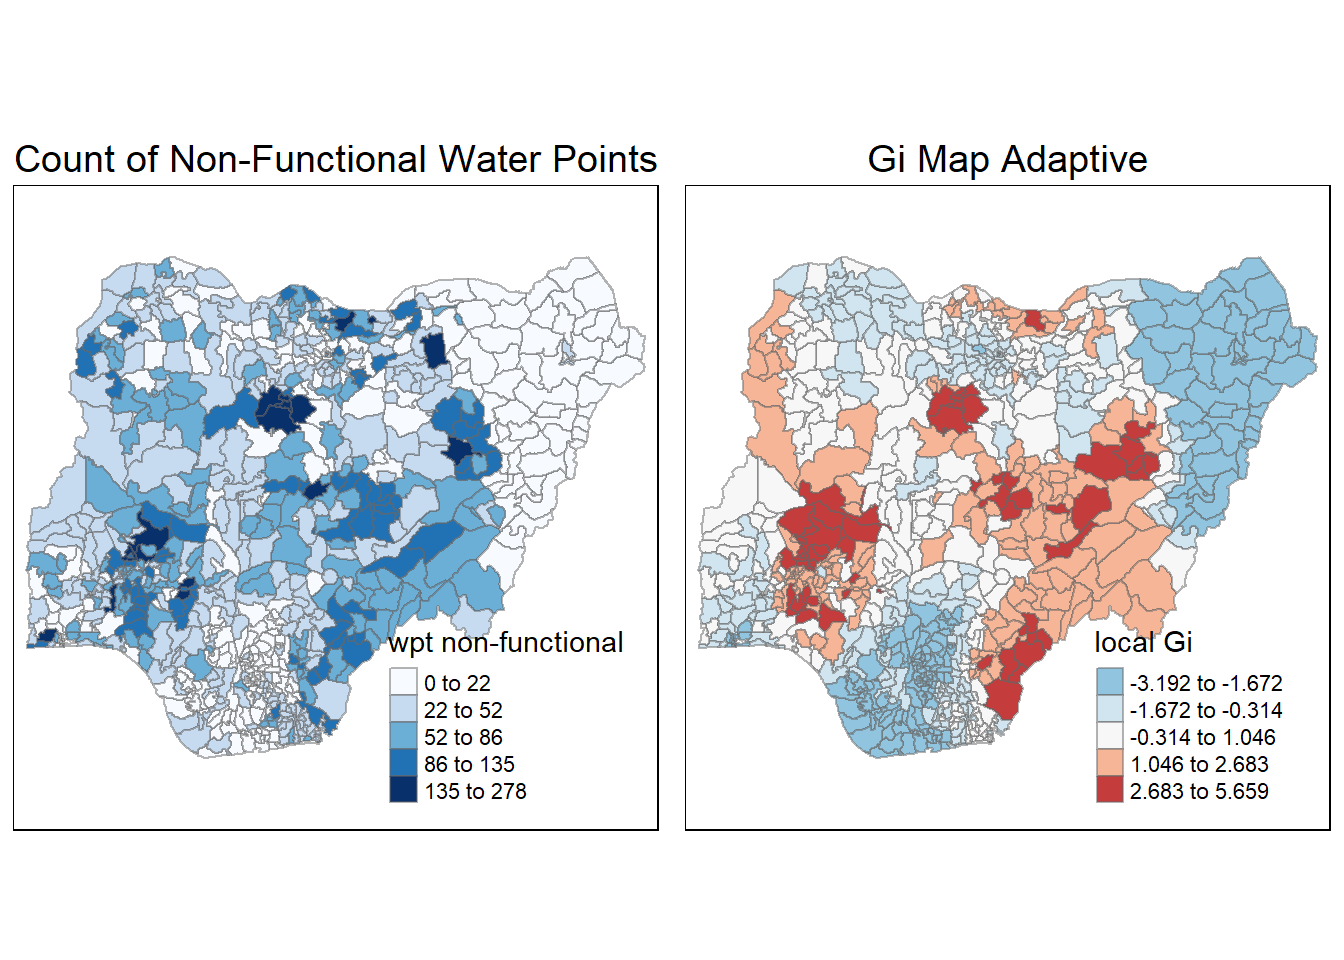 Count of Non-Functional Water Points
Gi Map Adaptive
wpt non-functional
0 to 22
22 to 52
52 to 86
86 to 135
135 to 278
local Gi
-3.192 to -1.672
-1.672 to -0.314
-0.314 to 1.046
1.046 to 2.683
2.683 to 5.659